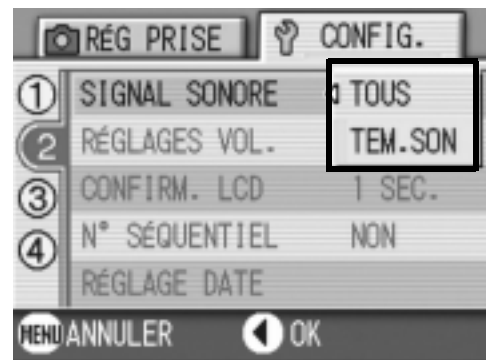 RÉG PRISE CONFIG.
1 SIGNAL SONORE TOUS
2 RÉGLAGES VOL. TEM.SON
3 CONFIRM. LCD 1 SEC.
4 N° SÉQUENTIEL NON
RÉGLAGE DATE
MENU ANNULER OK